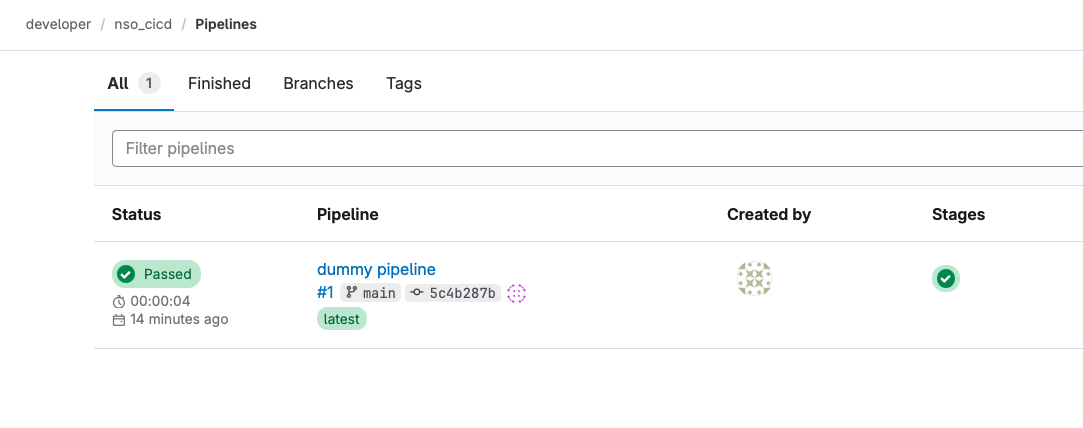 developer / nso_cicd / Pipelines
All 1 Finished Branches Tags
Filter pipelines
Status Pipeline Created by Stages
Passed
00:00:04
14 minutes ago
dummy pipeline
#1 main 5c4b287b
latest